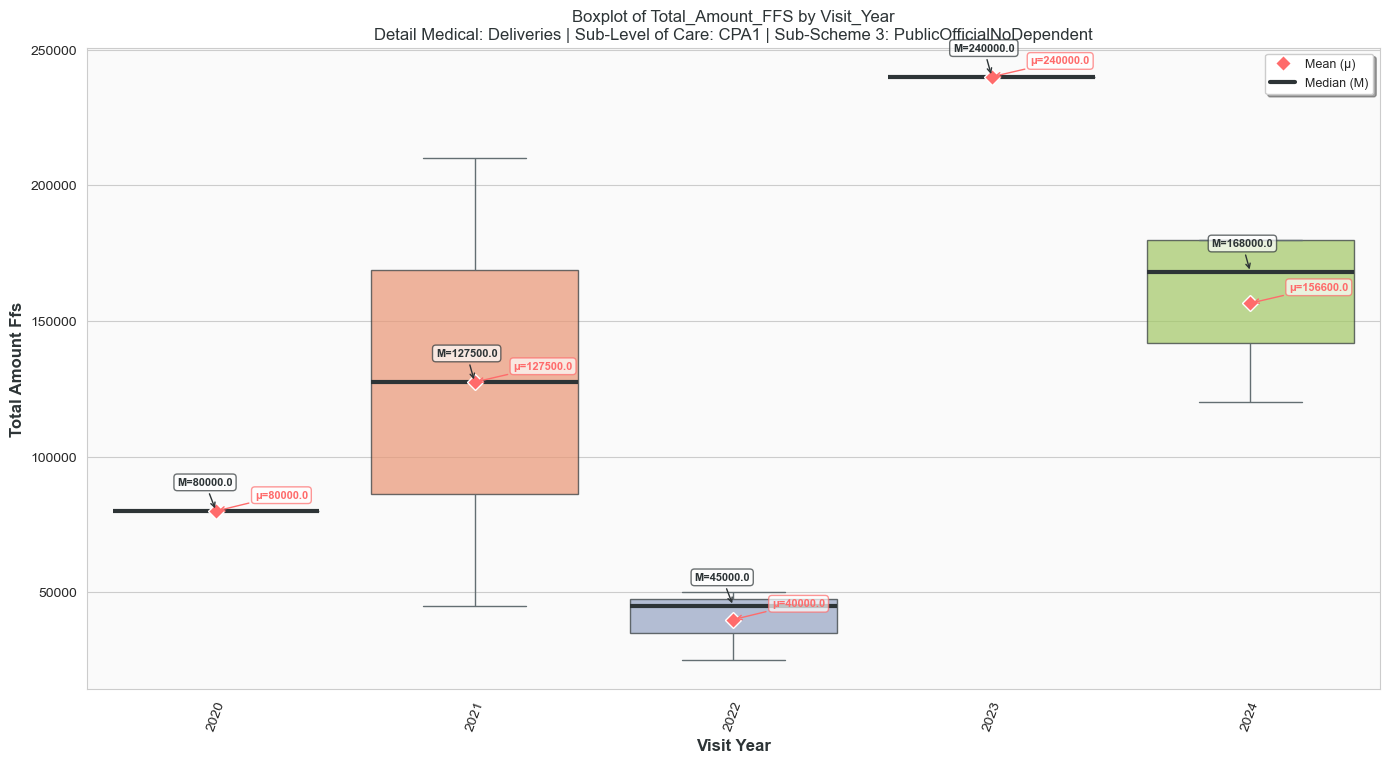 Boxplot of Total_Amount_FFS by Visit_Year
Detail Medical: Deliveries | Sub-Level of Care: CPA1 | Sub-Scheme 3: PublicOfficialNoDependent
Mean (μ)
Median (M)
Total Amount Ffs
250000
200000
150000
100000
50000
M=80000.0
μ=80000.0
M=127500.0
μ=127500.0
M=45000.0
μ=40000.0
M=240000.0
μ=240000.0
M=168000.0
μ=156600.0
2020
2021
2022
2023
2024
Visit Year